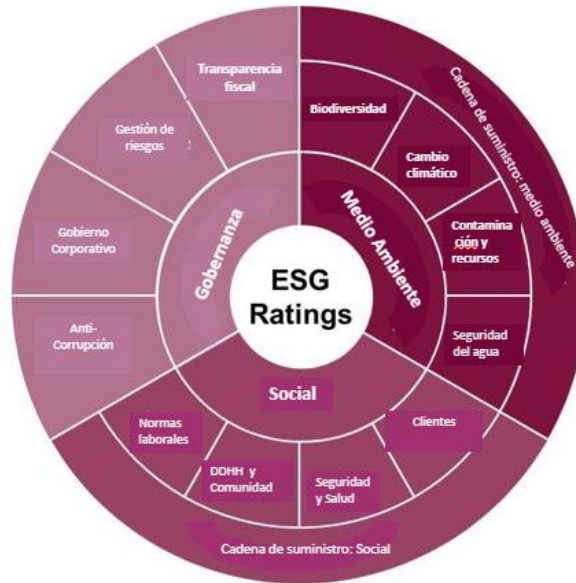 Transparencia
fiscal
Gestión de
riesgos
Gobierno
Corporativo
Anti-
Corrupción
Gobernanza
Biodiversidad
Cambio
climático
Contamina
ción y
recursos
Seguridad
del agua
Medio Ambiente
Cadena de suministro: medio ambiente
ESG
Ratings
Social
Normas
laborales
DDHH y
Comunidad
Seguridad
y Salud
Clientes
Cadena de suministro: Social